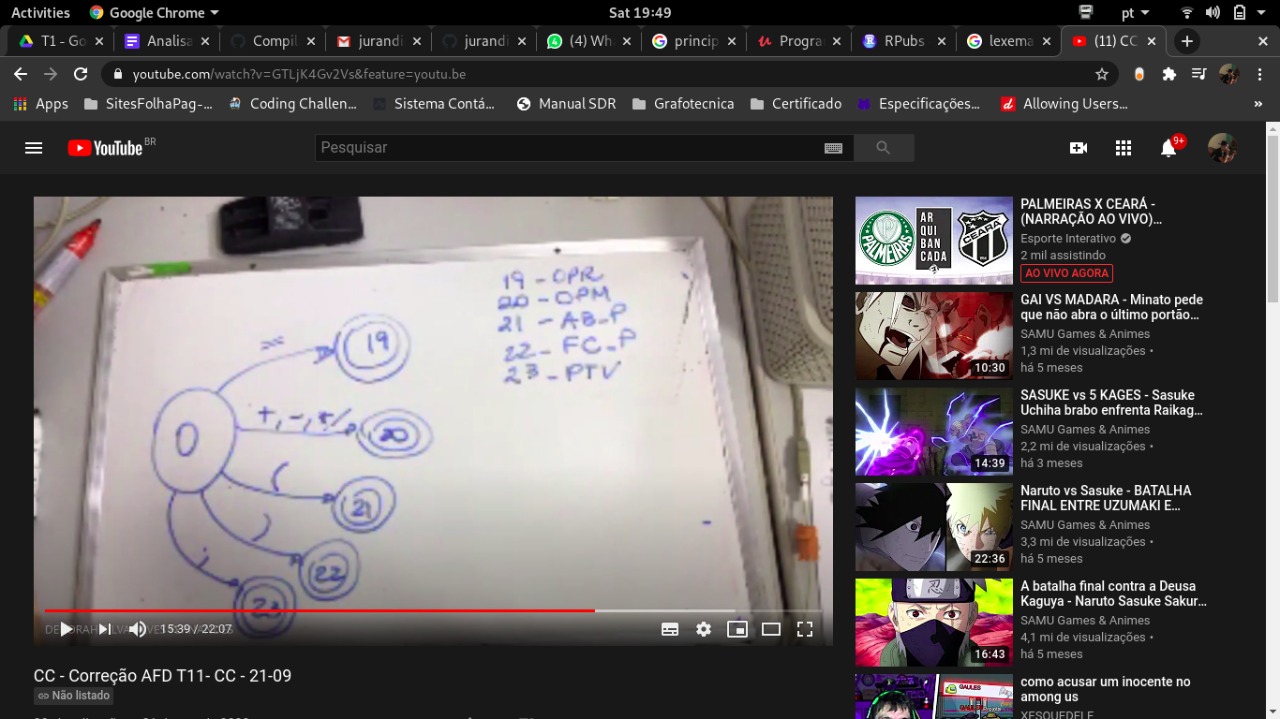 Activities
Google Chrome
Sat 19:49
pt
T1 - Go
Analisa
Compil
jurandi
jurandi
(4) Wh
princip
Progra
RPubs
lexema
(11) CC
youtube.com/watch?v=GTLjK4Gv2Vs&feature=youtu.be
Apps
SitesFolhaPag-...
Coding Challen...
Sistema Contá...
Manual SDR
Grafotecnica
Certificado
Especificações...
Allowing Users...
»
YouTube BR
Pesquisar
9+
19 - OPR
20 - OPM
21 - AB_P
22 - FC_P
23 - PTV
=
19
0
+, -, *, /
20
(
21
)
22
;
23
15:39 / 22:07
CC - Correção AFD T11- CC - 21-09
Não listado
AR
QUI
BAN
CADA
PALMEIRAS
CEARÁ
PALMEIRAS X CEARÁ -
(NARRAÇÃO AO VIVO)...
Esporte Interativo
2 mil assistindo
AO VIVO AGORA
10:30
GAI VS MADARA - Minato pede
que não abra o último portão...
SAMU Games & Animes
1,3 mi de visualizações •
há 5 meses
14:39
SASUKE vs 5 KAGES - Sasuke
Uchiha brabo enfrenta Raikag...
SAMU Games & Animes
2,2 mi de visualizações •
há 3 meses
22:36
Naruto vs Sasuke - BATALHA
FINAL ENTRE UZUMAKI E...
SAMU Games & Animes
3,3 mi de visualizações •
há 5 meses
忍
16:43
A batalha final contra a Deusa
Kaguya - Naruto Sasuke Sakur...
SAMU Games & Animes
4,1 mi de visualizações •
há 5 meses
GAULES
como acusar um inocente no
among us
XESQUEDELE